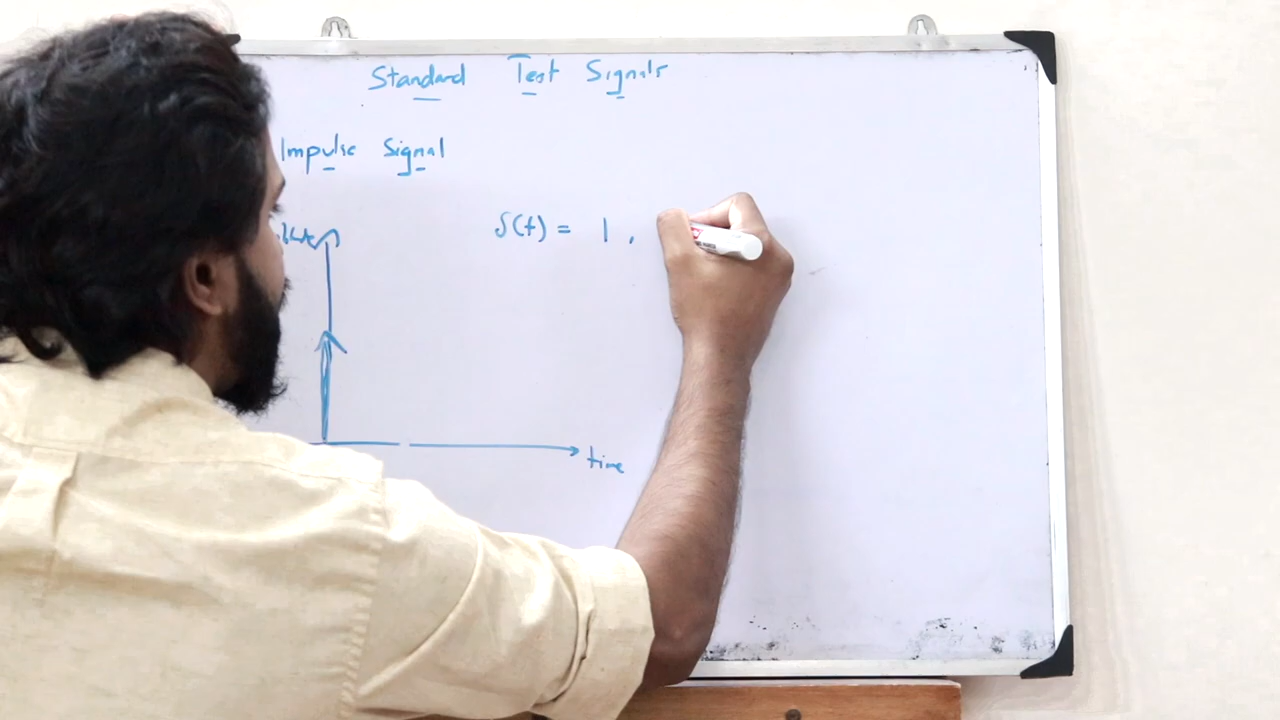 Standard Test Signals
Impulse Signal
δ(t) = 1 ,
time